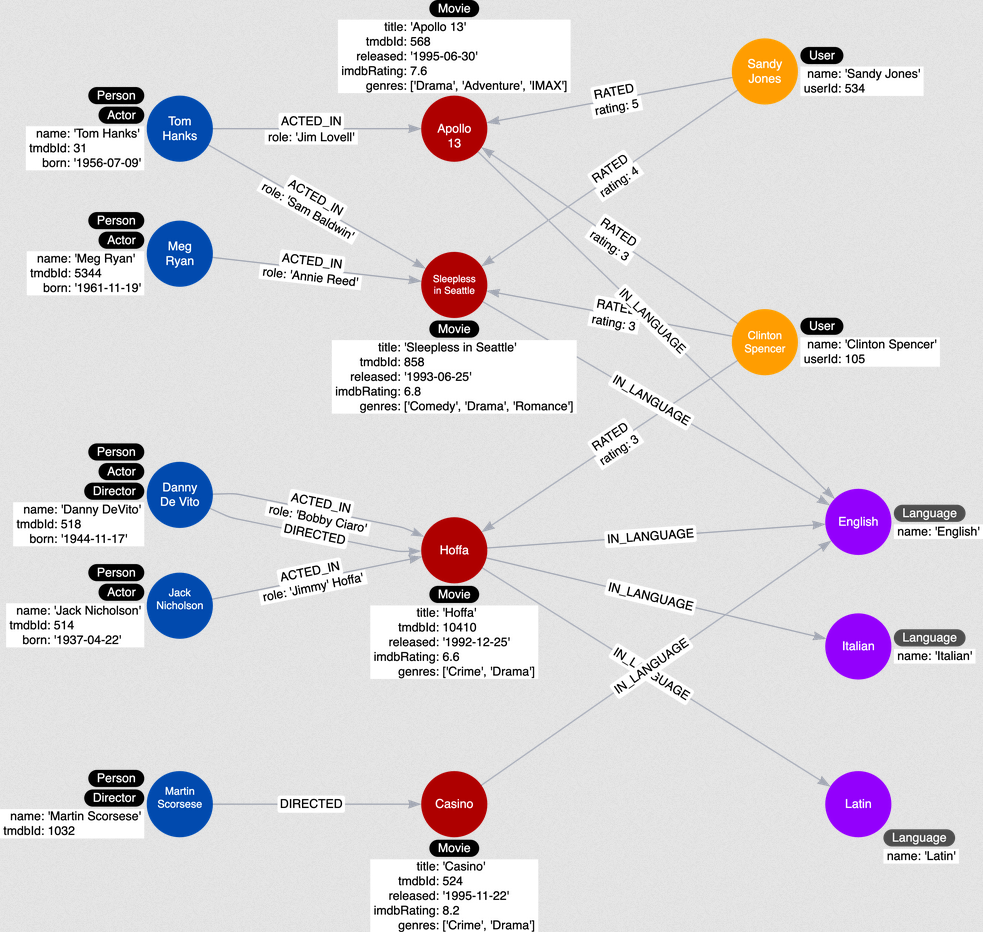 Movie
title: 'Apollo 13'
tmdbId: 568
released: '1995-06-30'
imdbRating: 7.6
genres: ['Drama', 'Adventure', 'IMAX']
Sandy
Jones
User
name: 'Sandy Jones'
userId: 534
Person
Actor
name: 'Tom Hanks'
tmdbId: 31
born: '1956-07-09'
Tom
Hanks
ACTED_IN
role: 'Jim Lovell'
Apollo
13
RATED
rating: 5
ACTED_IN
role: 'Sam Baldwin'
RATED
rating: 4
Person
Actor
name: 'Meg Ryan'
tmdbId: 5344
born: '1961-11-19'
Meg
Ryan
ACTED_IN
role: 'Annie Reed'
Sleepless
in Seattle
RATED
rating: 3
IN_LANGUAGE
rating: 3
Clinton
Spencer
User
name: 'Clinton Spencer'
userId: 105
Movie
title: 'Sleepless in Seattle'
tmdbId: 858
released: '1993-06-25'
imdbRating: 6.8
genres: ['Comedy', 'Drama', 'Romance']
IN_LANGUAGE
RATED
rating: 3
Person
Actor
Director
name: 'Danny DeVito'
tmdbId: 518
born: '1944-11-17'
Danny
De Vito
ACTED_IN
role: 'Bobby Ciaro'
DIRECTED
Hoffa
IN_LANGUAGE
English
Language
name: 'English'
Person
Actor
name: 'Jack Nicholson'
tmdbId: 514
born: '1937-04-22'
Jack
Nicholson
ACTED_IN
role: 'Jimmy' Hoffa'
Movie
title: 'Hoffa'
tmdbId: 10410
released: '1992-12-25'
imdbRating: 6.6
genres: ['Crime', 'Drama']
IN_LANGUAGE
Italian
Language
name: 'Italian'
IN_LANGUAGE
Person
Director
name: 'Martin Scorsese'
tmdbId: 1032
Martin
Scorsese
DIRECTED
Casino
Movie
title: 'Casino'
tmdbId: 524
released: '1995-11-22'
imdbRating: 8.2
genres: ['Crime', 'Drama']
Latin
Language
name: 'Latin'